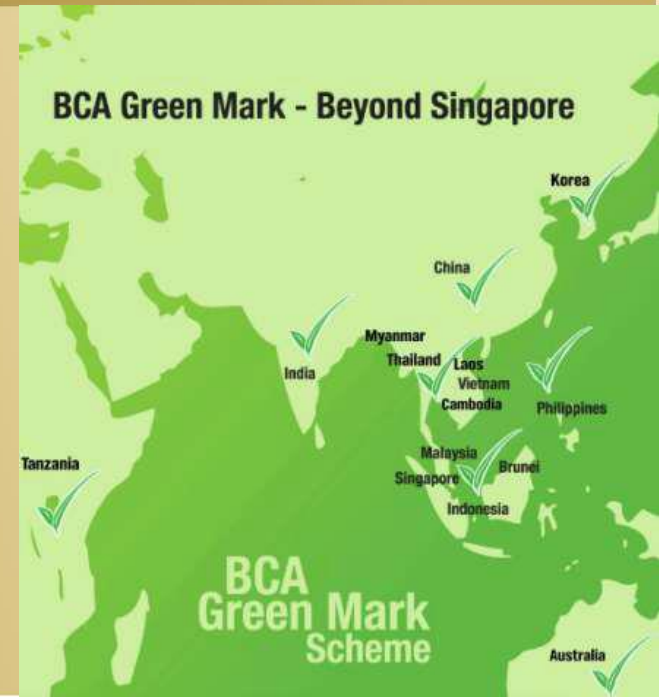 BCA Green Mark - Beyond Singapore
Korea
China
Myanmar
India
Thailand
Laos
Vietnam
Cambodia
Philippines
Tanzania
Malaysia
Singapore
Brunei
Indonesia
BCA
Green Mark
Scheme
Australia